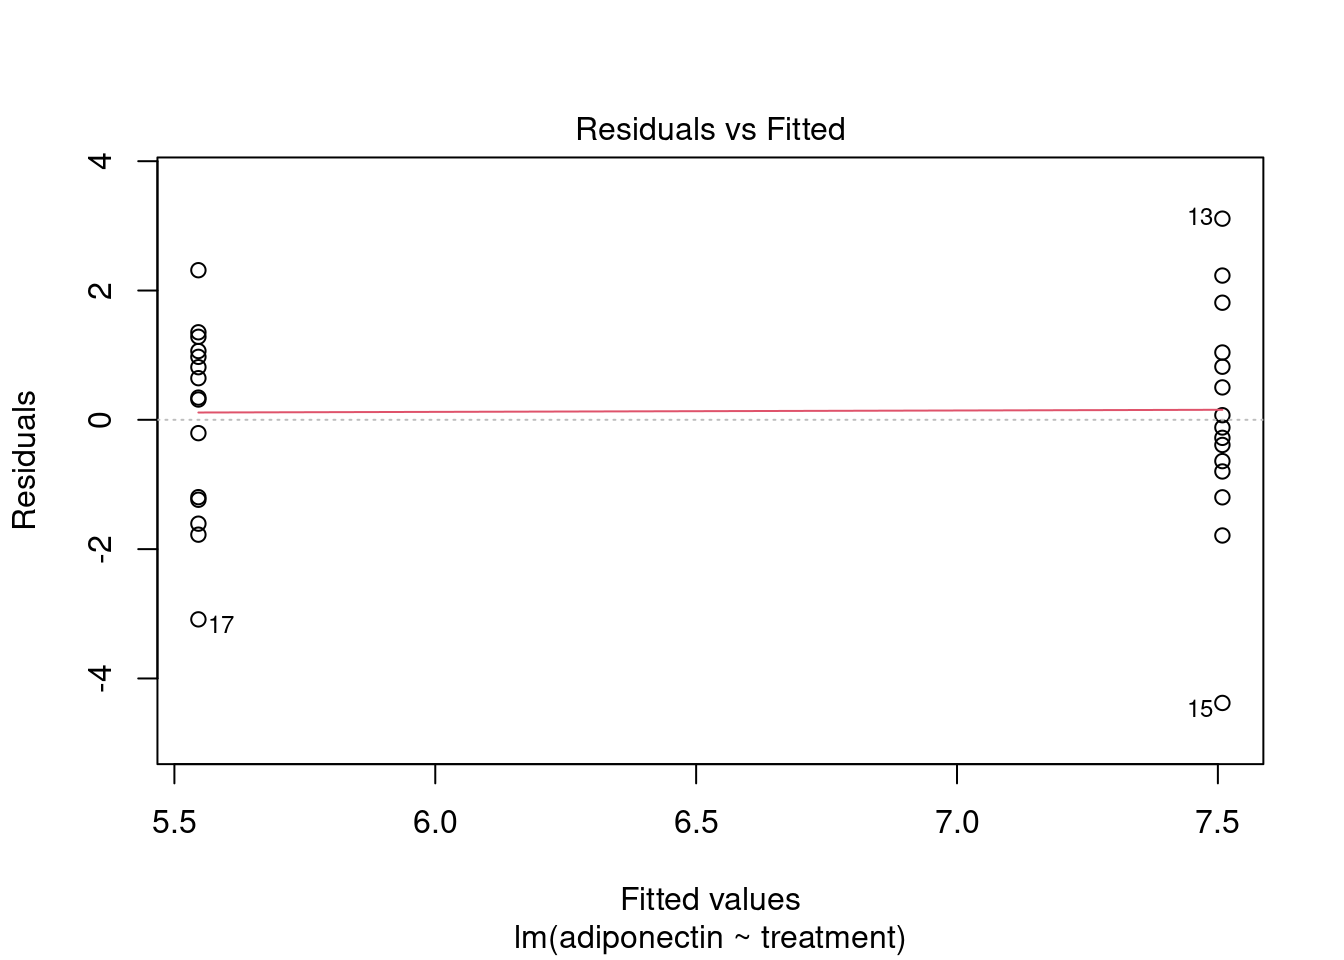 Residuals vs Fitted
4
2
0
-2
-4
Residuals
13
17
15
5.5 6.0 6.5 7.0 7.5
Fitted values
lm(adiponectin ~ treatment)